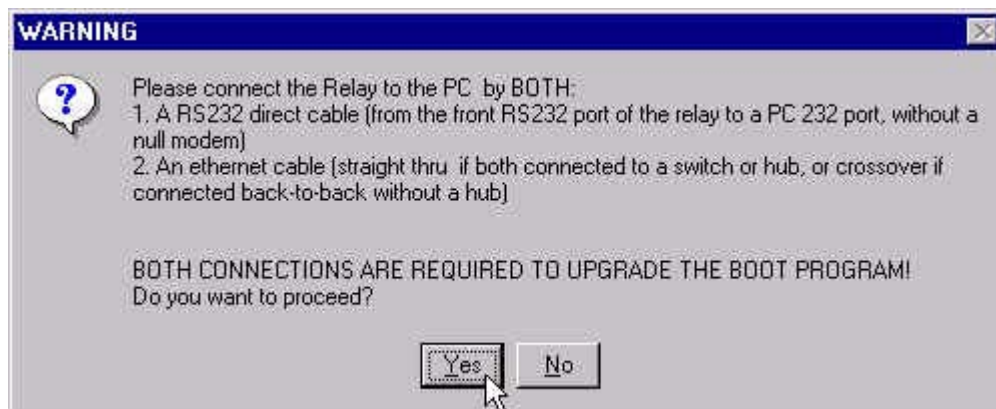 WARNING
Please connect the Relay to the PC by BOTH:
1. A RS232 direct cable (from the front RS232 port of the relay to a PC 232 port, without a
null modem)
2. An ethernet cable (straight thru if both connected to a switch or hub, or crossover if
connected back-to-back without a hub)
BOTH CONNECTIONS ARE REQUIRED TO UPGRADE THE BOOT PROGRAM!
Do you want to proceed?
Yes No